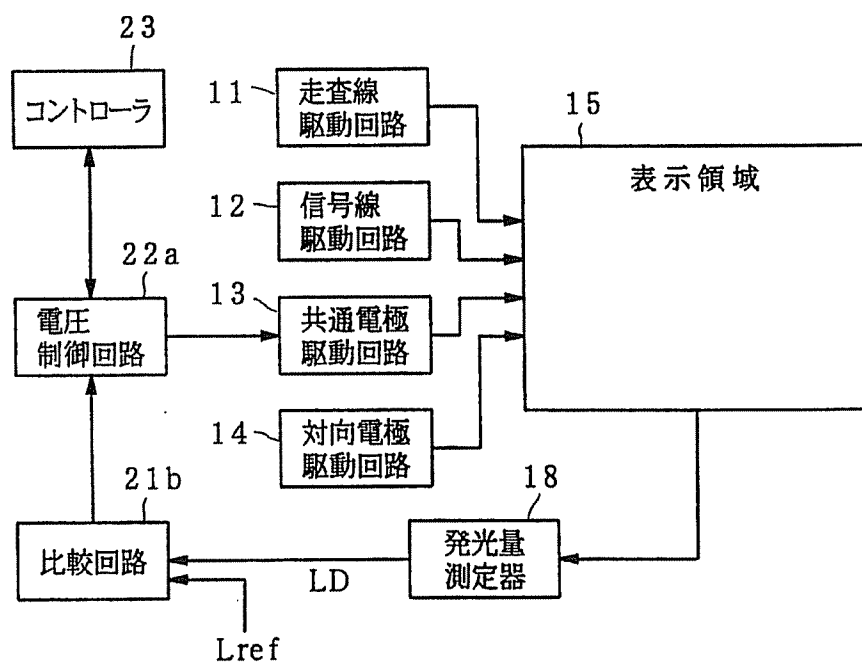 23
コントローラ
11
走査線
駆動回路
15
表示領域
12
信号線
駆動回路
22a
電圧
制御回路
13
共通電極
駆動回路
14
対向電極
駆動回路
21b
比較回路
18
発光量
測定器
LD
Lref